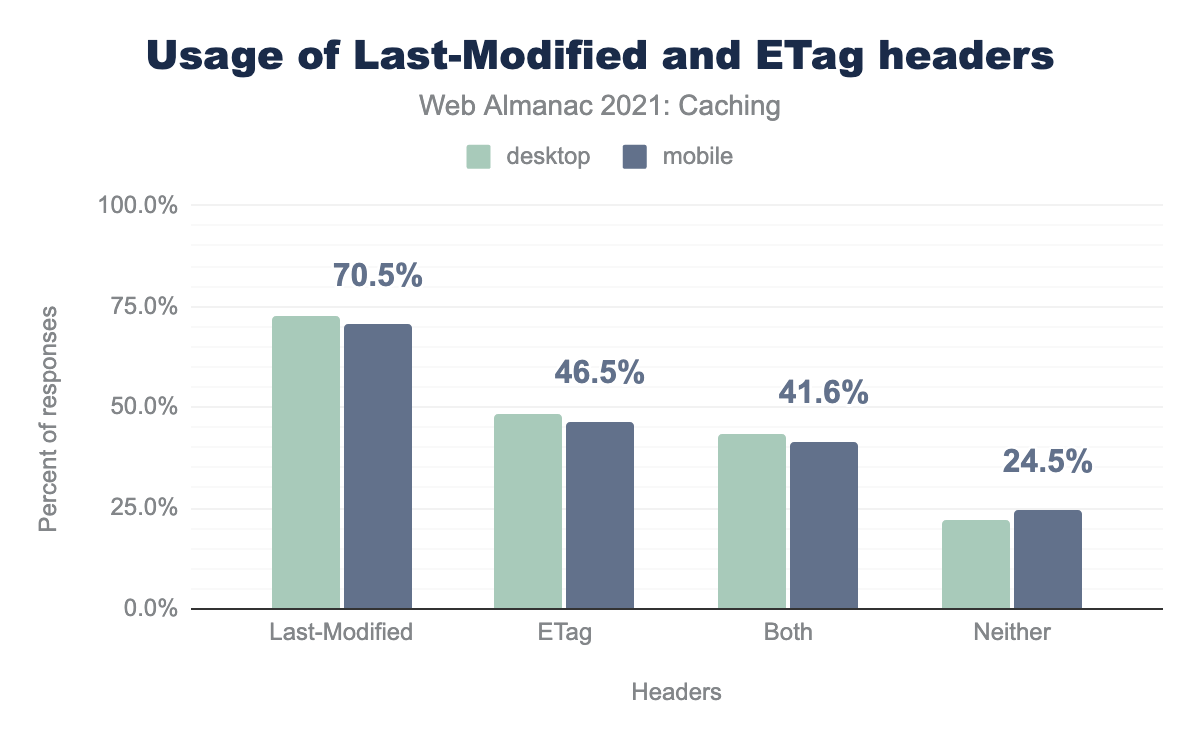 Usage of Last-Modified and ETag headers
Web Almanac 2021: Caching
desktop mobile
100.0%
75.0%
50.0%
25.0%
0.0%
Percent of responses
70.5%
46.5%
41.6%
24.5%
Last-Modified ETag Both Neither
Headers